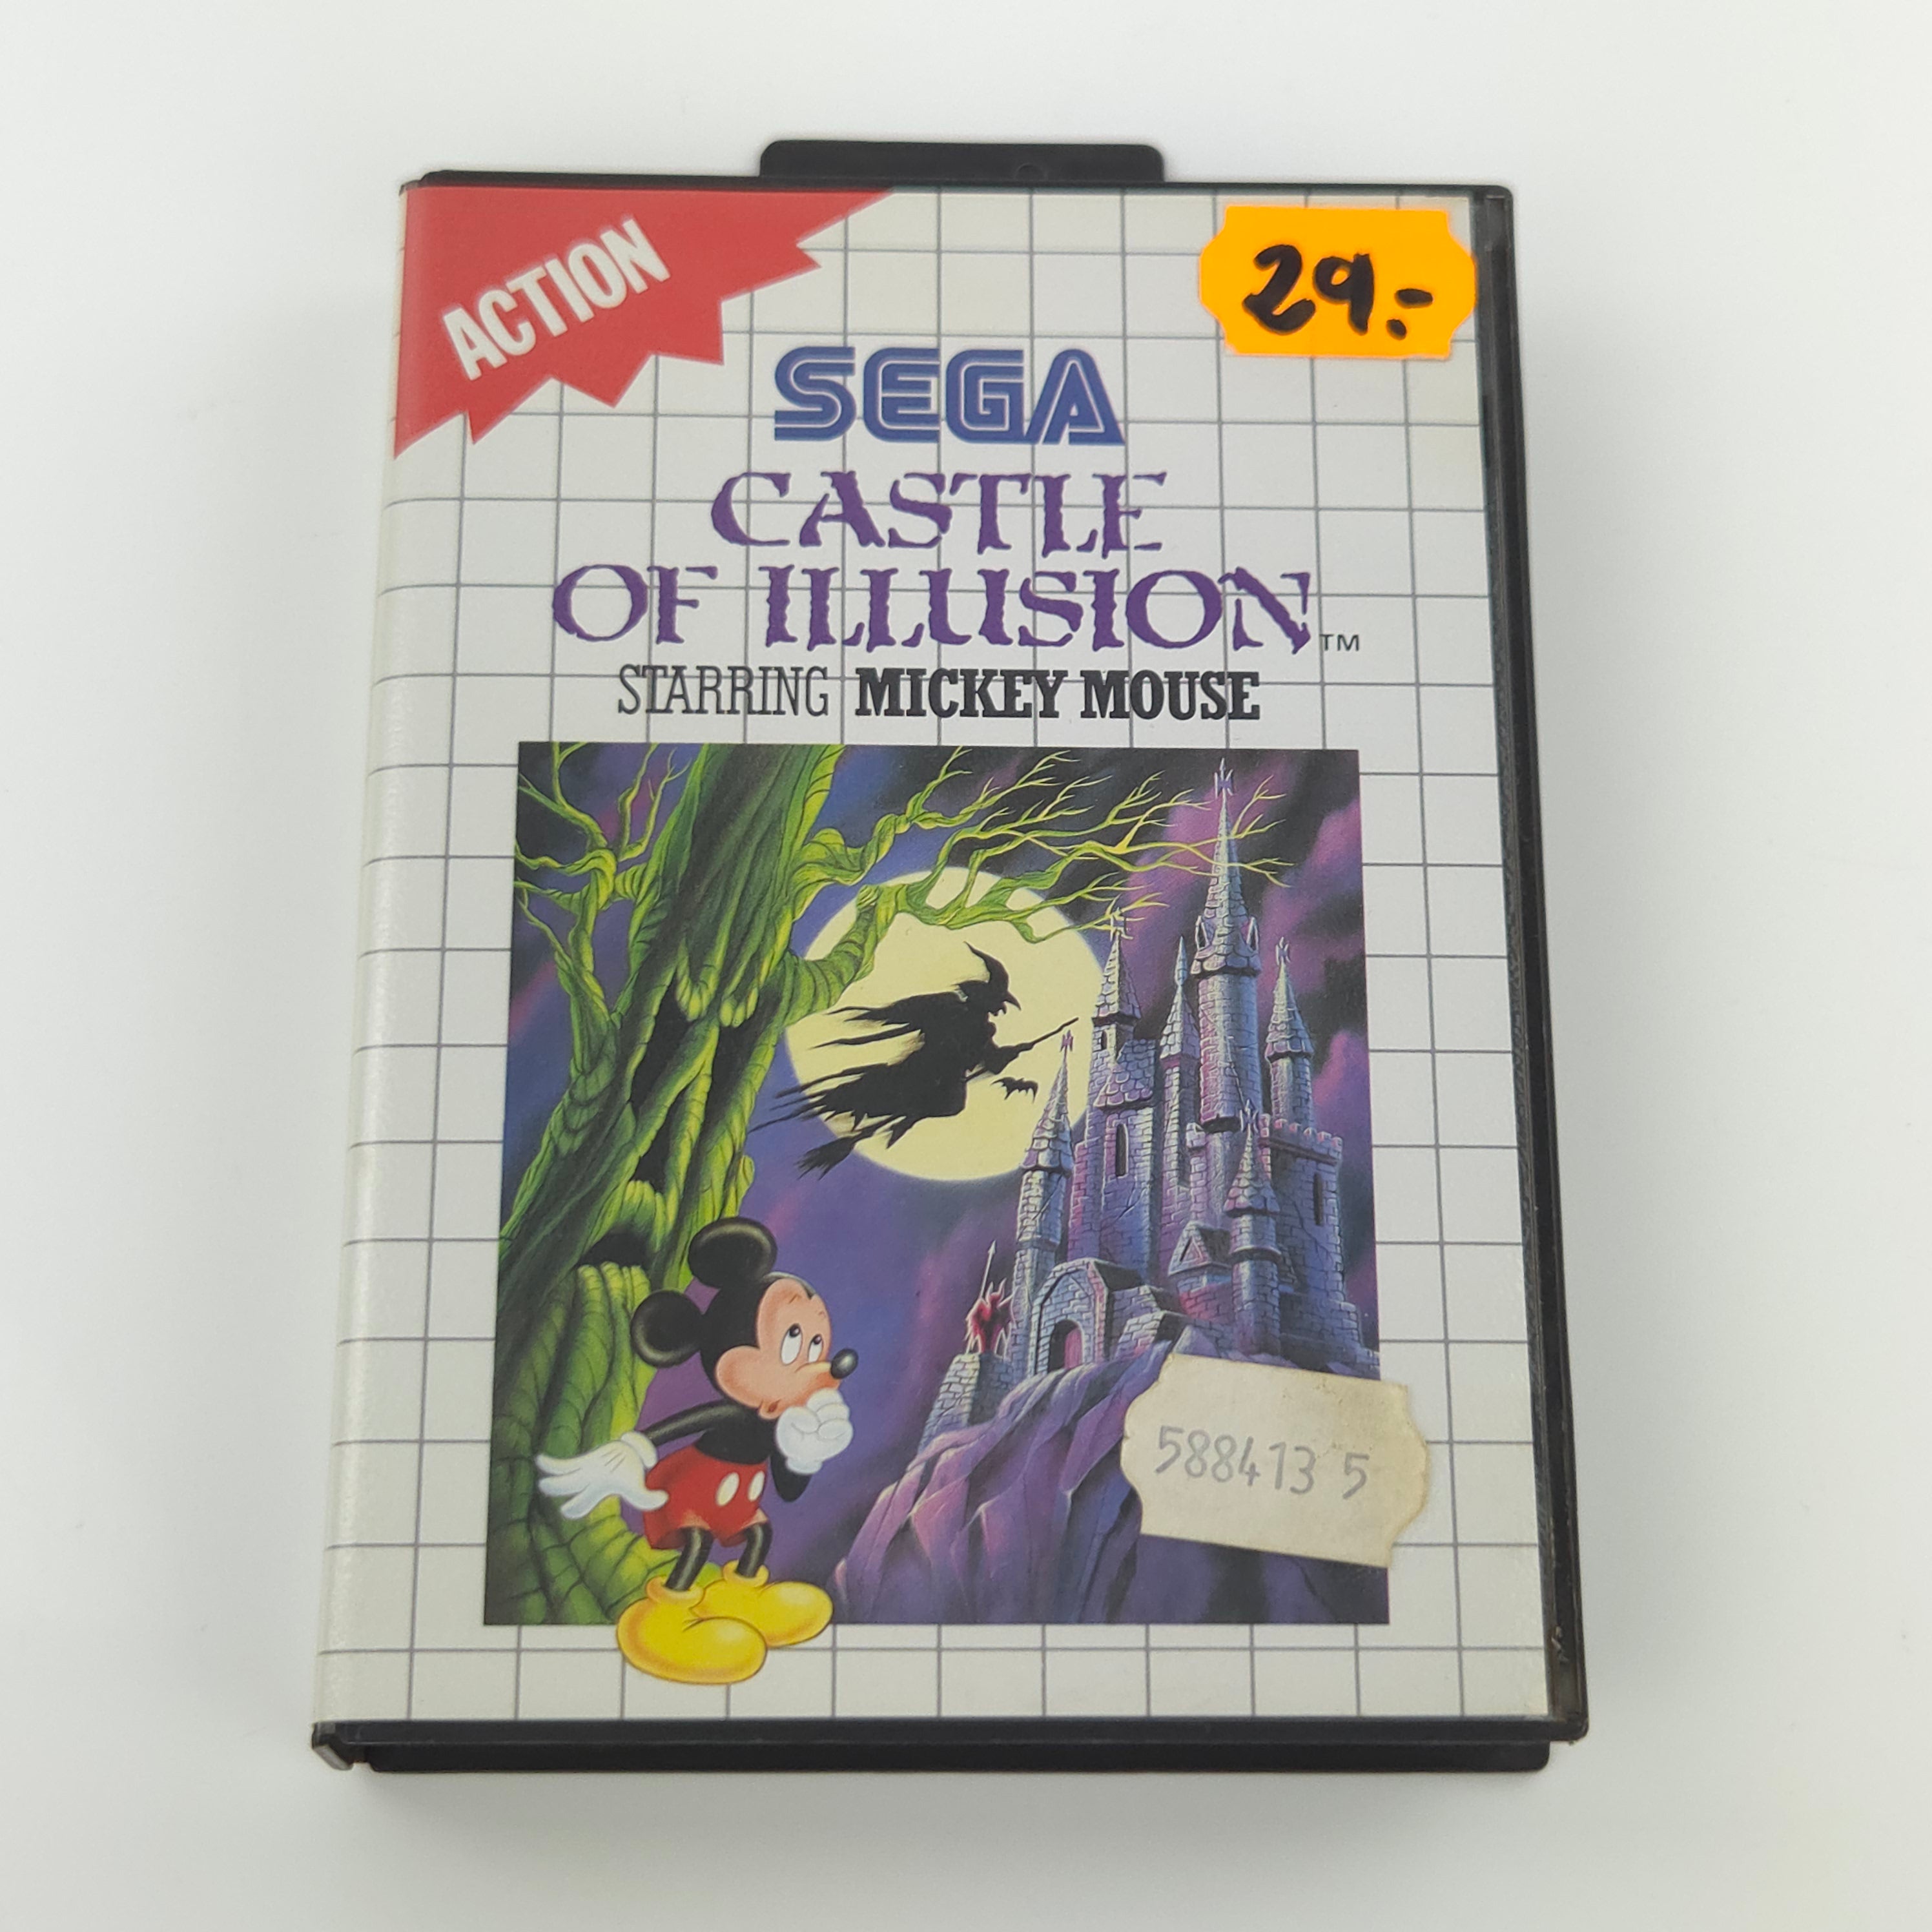 ACTION
29.-
SEGA
CASTLE
OF ILLUSION™
STARRING MICKEY MOUSE
588413 5